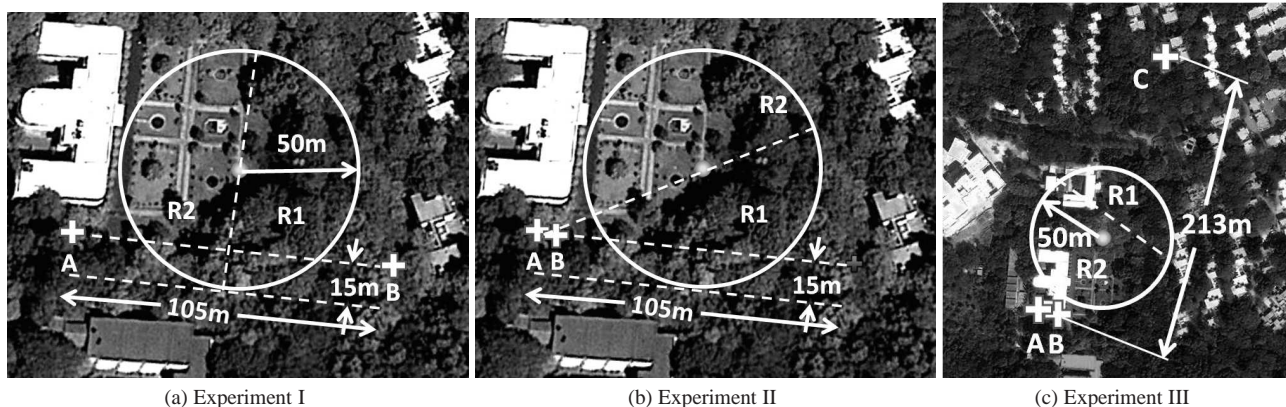 50m
R2
R1
A
B
15m
105m
(a) Experiment I
R2
R1
A B
15m
105m
(b) Experiment II
C
R1
50m
213m
R2
A B
(c) Experiment III